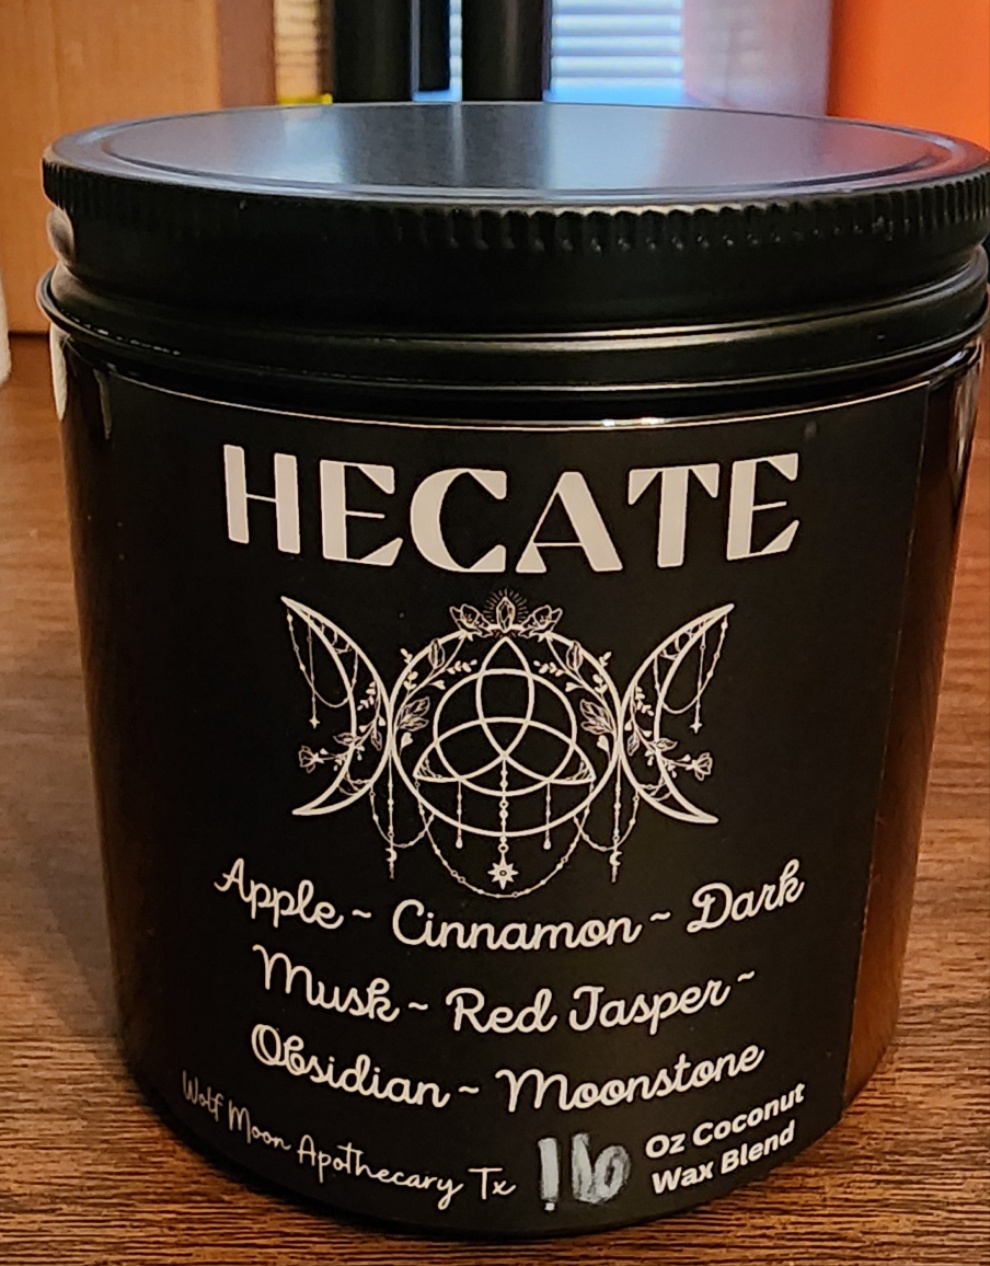 HECATE
Apple ~ Cinnamon ~ Dark
Musk ~ Red Jasper ~
Obsidian ~ Moonstone
Wolf Moon Apothecary Tx
16
Oz Coconut
Wax Blend